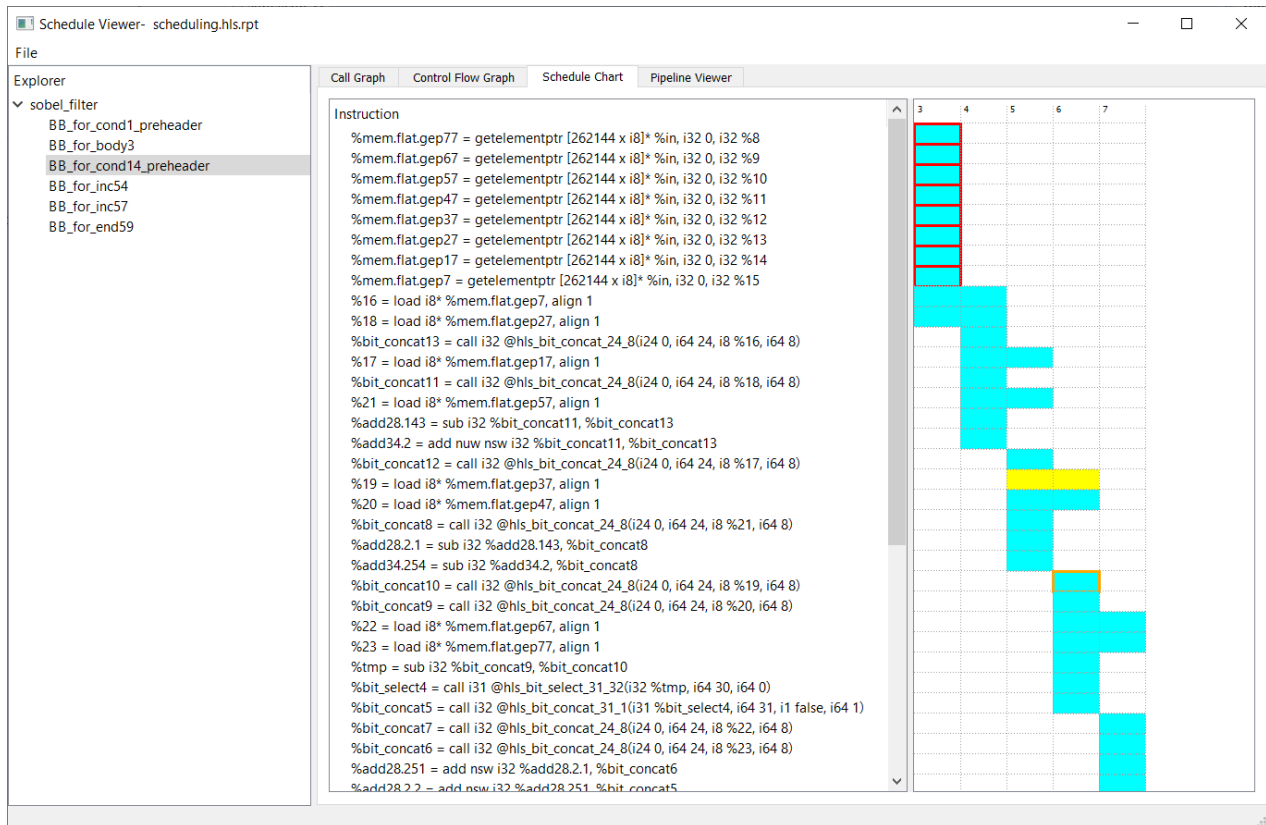 Schedule Viewer- scheduling.hls.rpt
File
Explorer
sobel_filter
BB_for_cond1_preheader
BB_for_body3
BB_for_cond14_preheader
BB_for_inc54
BB_for_inc57
BB_for_end59
Call Graph Control Flow Graph Schedule Chart Pipeline Viewer
Instruction
%mem.flat.gep77 = getelementptr [262144 x i8]* %in, i32 0, i32 %8
%mem.flat.gep67 = getelementptr [262144 x i8]* %in, i32 0, i32 %9
%mem.flat.gep57 = getelementptr [262144 x i8]* %in, i32 0, i32 %10
%mem.flat.gep47 = getelementptr [262144 x i8]* %in, i32 0, i32 %11
%mem.flat.gep37 = getelementptr [262144 x i8]* %in, i32 0, i32 %12
%mem.flat.gep27 = getelementptr [262144 x i8]* %in, i32 0, i32 %13
%mem.flat.gep17 = getelementptr [262144 x i8]* %in, i32 0, i32 %14
%mem.flat.gep7 = getelementptr [262144 x i8]* %in, i32 0, i32 %15
%16 = load i8* %mem.flat.gep7, align 1
%18 = load i8* %mem.flat.gep27, align 1
%bit_concat13 = call i32 @hls_bit_concat_24_8(i24 0, i64 24, i8 %16, i64 8)
%17 = load i8* %mem.flat.gep17, align 1
%bit_concat11 = call i32 @hls_bit_concat_24_8(i24 0, i64 24, i8 %18, i64 8)
%21 = load i8* %mem.flat.gep57, align 1
%add28.143 = sub i32 %bit_concat11, %bit_concat13
%add34.2 = add nuw nsw i32 %bit_concat11, %bit_concat13
%bit_concat12 = call i32 @hls_bit_concat_24_8(i24 0, i64 24, i8 %17, i64 8)
%19 = load i8* %mem.flat.gep37, align 1
%20 = load i8* %mem.flat.gep47, align 1
%bit_concat8 = call i32 @hls_bit_concat_24_8(i24 0, i64 24, i8 %21, i64 8)
%add28.2.1 = sub i32 %add28.143, %bit_concat8
%add34.254 = sub i32 %add34.2, %bit_concat8
%bit_concat10 = call i32 @hls_bit_concat_24_8(i24 0, i64 24, i8 %19, i64 8)
%bit_concat9 = call i32 @hls_bit_concat_24_8(i24 0, i64 24, i8 %20, i64 8)
%22 = load i8* %mem.flat.gep67, align 1
%23 = load i8* %mem.flat.gep77, align 1
%tmp = sub i32 %bit_concat9, %bit_concat10
%bit_select4 = call i31 @hls_bit_select_31_32(i32 %tmp, i64 30, i64 0)
%bit_concat5 = call i32 @hls_bit_concat_31_1(i31 %bit_select4, i64 31, i1 false, i64 1)
%bit_concat7 = call i32 @hls_bit_concat_24_8(i24 0, i64 24, i8 %22, i64 8)
%bit_concat6 = call i32 @hls_bit_concat_24_8(i24 0, i64 24, i8 %23, i64 8)
%add28.251 = add nsw i32 %add28.2.1, %bit_concat6
%add28.2.2 = add nsw i32 %add28.251, %bit_concat5
3 4 5 6 7